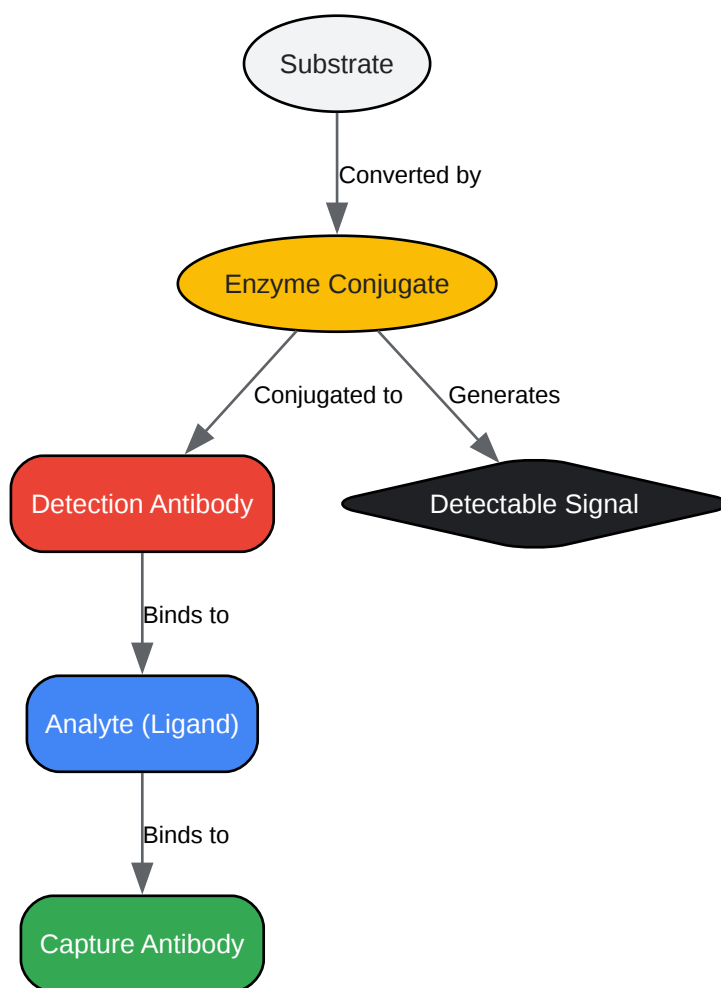 Substrate
Converted by
Enzyme Conjugate
Conjugated to
Generates
Detection Antibody
Detectable Signal
Binds to
Analyte (Ligand)
Binds to
Capture Antibody